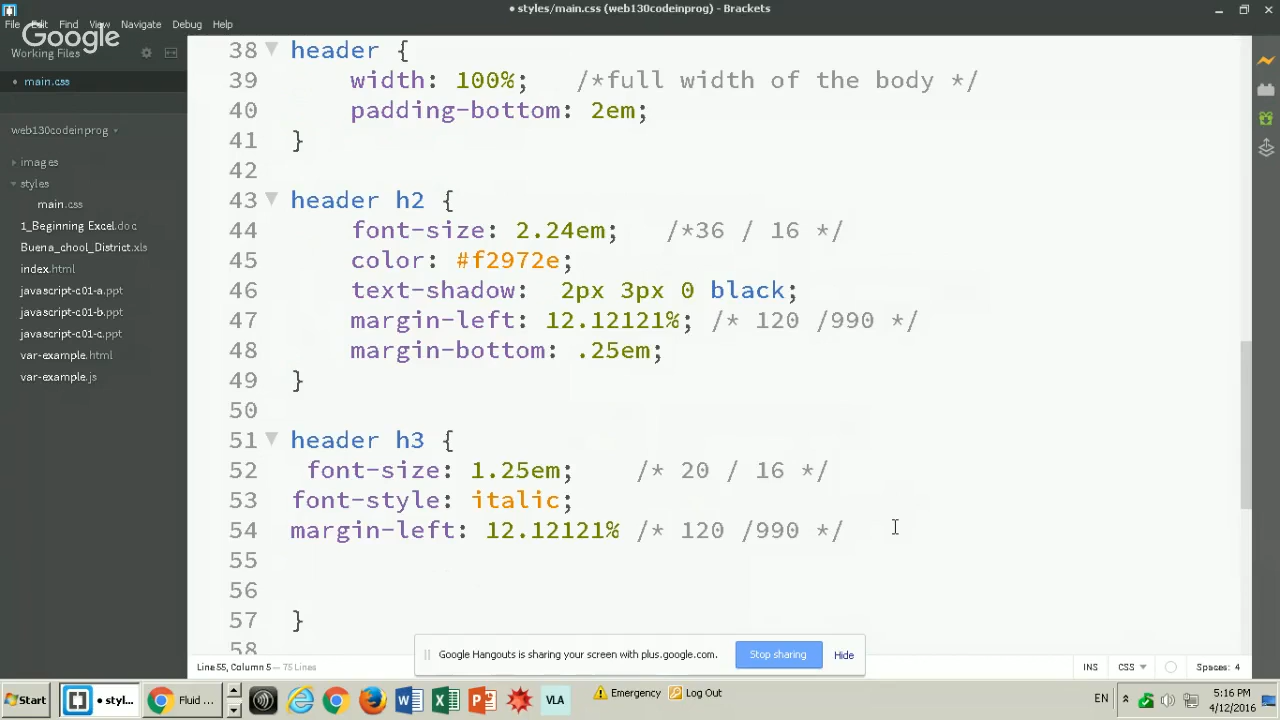 • styles/main.css (web130codeinprog) - Brackets
File Edit Find View Navigate Debug Help
Google
Working Files
• main.css
web130codeinprog
images
styles
main.css
1_Beginning Excel.doc
Buena_chool_District.xls
index.html
javascript-c01-a.ppt
javascript-c01-b.ppt
javascript-c01-c.ppt
var-example.html
var-example.js
38 header {
39 width: 100%; /*full width of the body */
40 padding-bottom: 2em;
41 }
42
43 header h2 {
44 font-size: 2.24em; /*36 / 16 */
45 color: #f2972e;
46 text-shadow: 2px 3px 0 black;
47 margin-left: 12.12121%; /* 120 /990 */
48 margin-bottom: .25em;
49 }
50
51 header h3 {
52 font-size: 1.25em; /* 20 / 16 */
53 font-style: italic;
54 margin-left: 12.12121% /* 120 /990 */
55
56
57 }
58
Google Hangouts is sharing your screen with plus.google.com. Stop sharing Hide
Line 55, Column 5 — 75 Lines
INS CSS Spaces: 4
Start • styl... Fluid ... VLA Emergency Log Out EN 5:16 PM
4/12/2016